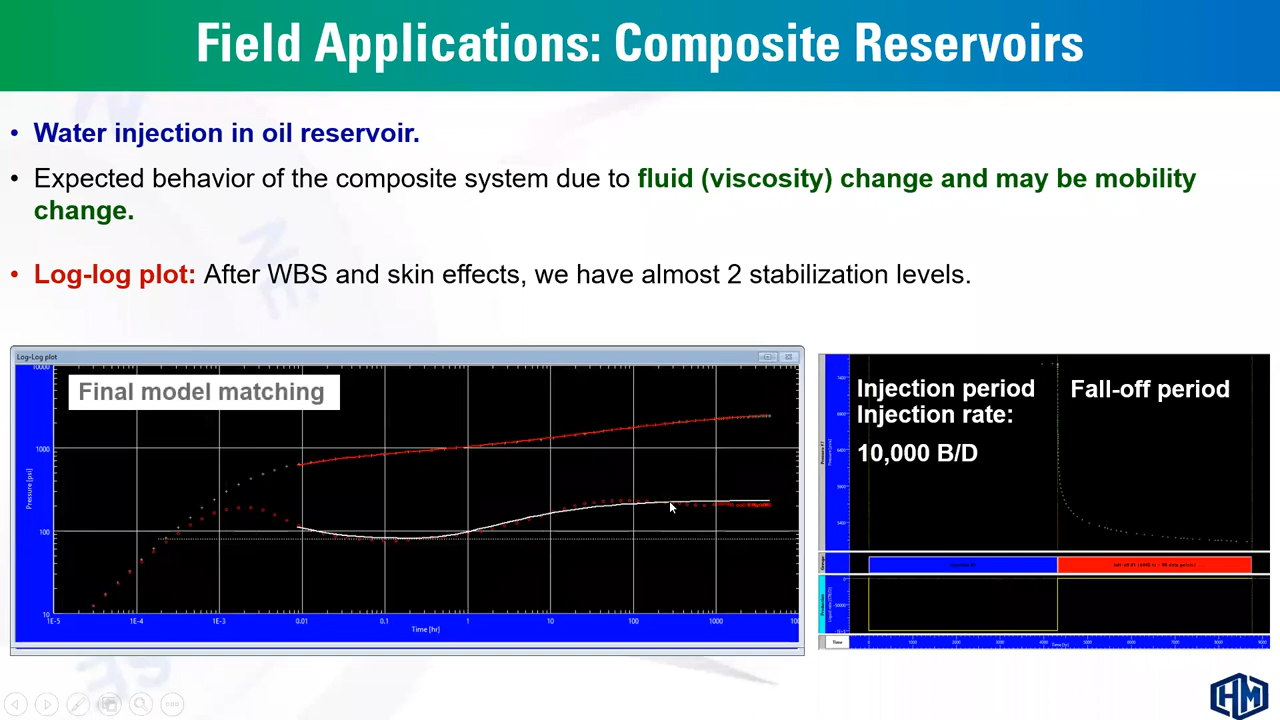 Field Applications: Composite Reservoirs
• Water injection in oil reservoir.
• Expected behavior of the composite system due to fluid (viscosity) change and may be mobility
change.
• Log-log plot: After WBS and skin effects, we have almost 2 stabilization levels.
Log-Log plot
Final model matching
10000
1000
100
10
Pressure [psi]
1E-5 1E-4 1E-3 0.01 0.1 1 10 100 1000
Time [hr]
Injection period
Injection rate:
10,000 B/D
Fall-off period
Time
Time [hr]
HM